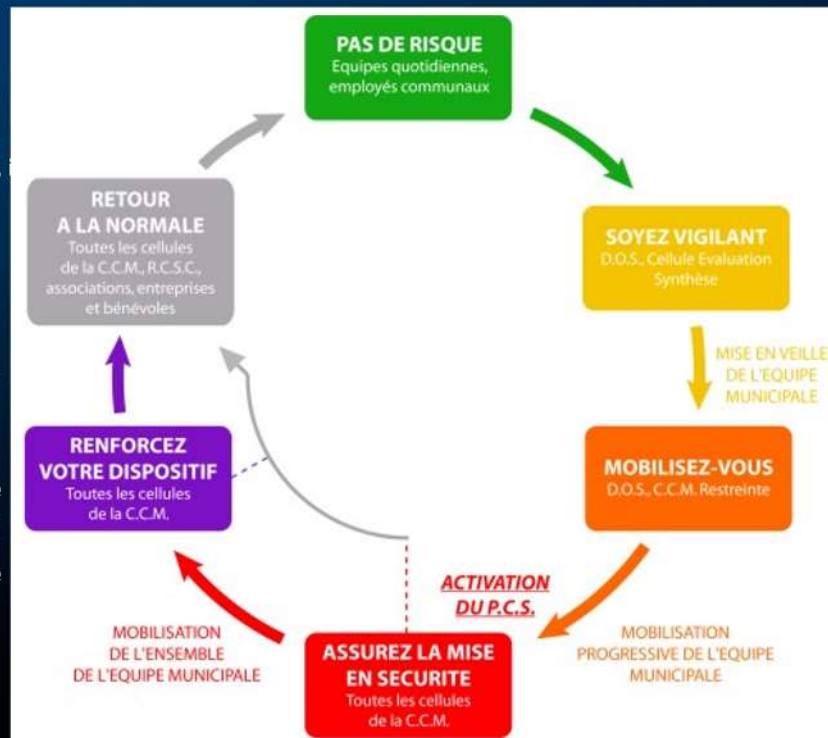 PAS DE RISQUE
Equipes quotidiennes,
employés communaux
SOYEZ VIGILANT
D.O.S., Cellule Evaluation
Synthèse
MISE EN VEILLE
DE L'EQUIPE
MUNICIPALE
MOBILISEZ-VOUS
D.O.S., C.C.M. Restreinte
MOBILISATION
PROGRESSIVE DE L'EQUIPE
MUNICIPALE
ACTIVATION
DU P.C.S.
ASSUREZ LA MISE
EN SECURITE
Toutes les cellules
de la C.C.M.
MOBILISATION
DE L'ENSEMBLE
DE L'EQUIPE MUNICIPALE
RENFORCEZ
VOTRE DISPOSITIF
Toutes les cellules
de la C.C.M.
RETOUR
A LA NORMALE
Toutes les cellules
de la C.C.M., R.C.S.C.,
associations, entreprises
et bénévoles